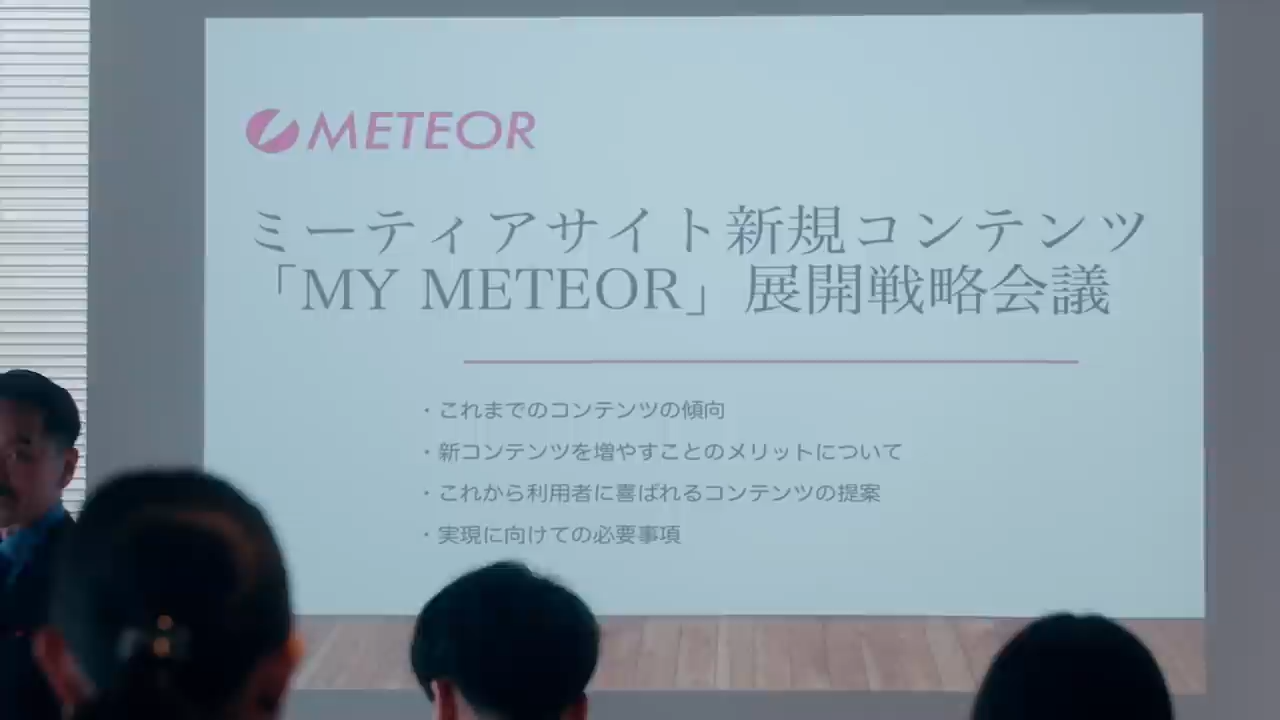 METEOR
ミーティアサイト新規コンテンツ
「MY METEOR」展開戦略会議
・これまでのコンテンツの傾向
・新コンテンツを増やすことのメリットについて
・これから利用者に喜ばれるコンテンツの提案
・実現に向けての必要事項